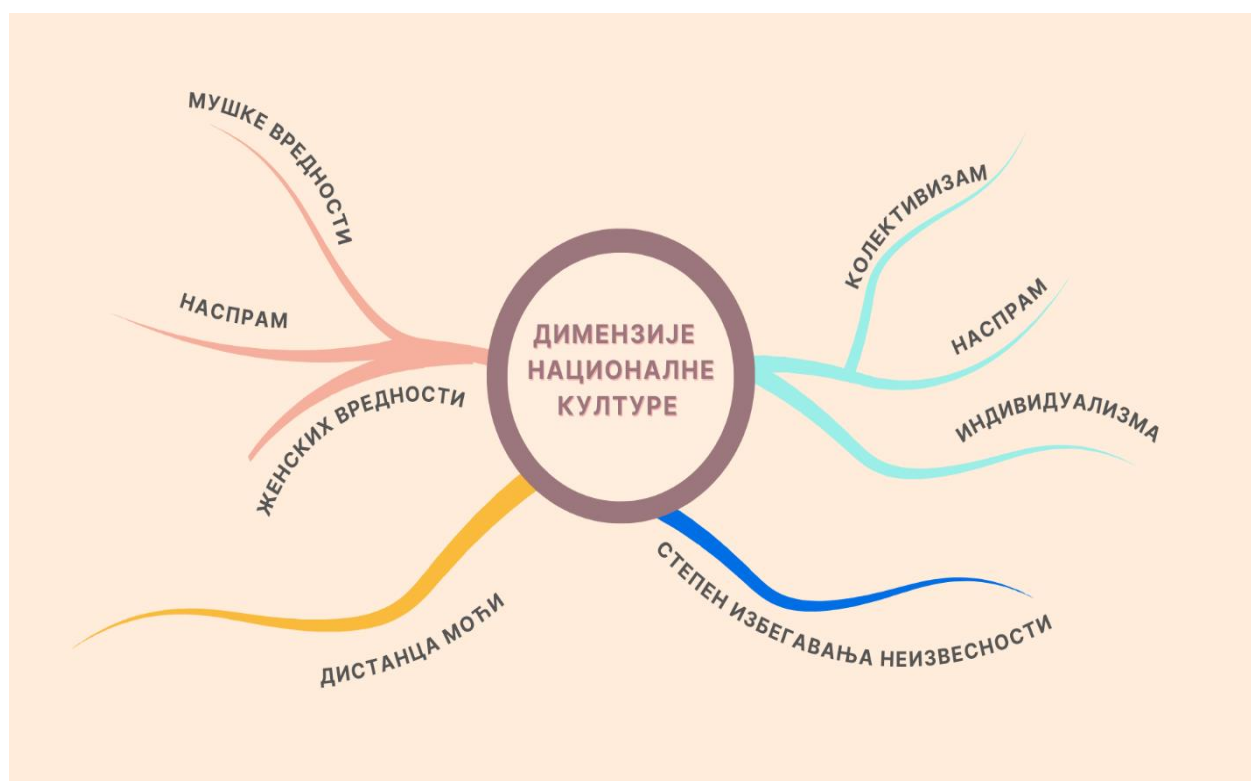 ДИМЕНЗИЈЕ
НАЦИОНАЛНЕ
КУЛТУРЕ
МУШКЕ ВРЕДНОСТИ
НАСПРАМ
ЖЕНСКИХ ВРЕДНОСТИ
ДИСТАНЦА МОЋИ
КОЛЕКТИВИЗАМ
НАСПРАМ
ИНДИВИДУАЛИЗМА
СТЕПЕН ИЗБЕГАВАЊА НЕИЗВЕСНОСТИ